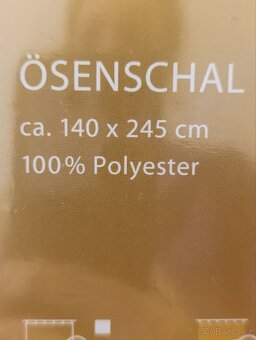 ÖSENSCHAL
ca. 140 x 245 cm
100% Polyester